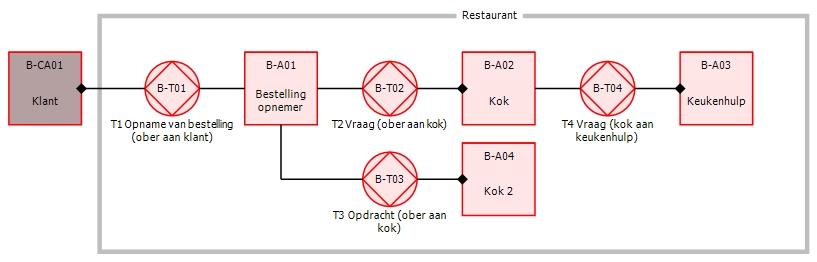 Restaurant
B-CA01
Klant
B-T01
T1 Opname van bestelling
(ober aan klant)
B-A01
Bestelling
opnemer
B-T02
T2 Vraag (ober aan kok)
B-A02
Kok
B-T04
T4 Vraag (kok aan
keukenhulp)
B-A03
Keukenhulp
B-T03
T3 Opdracht (ober aan
kok)
B-A04
Kok 2